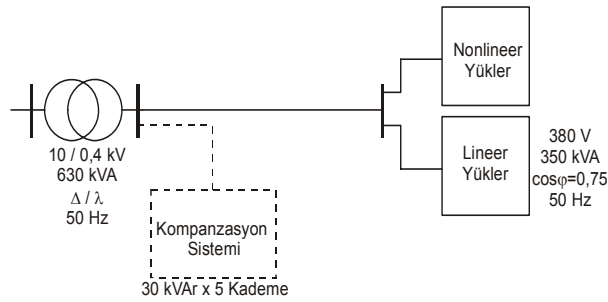 10 / 0,4 kV
630 kVA
Δ / λ
50 Hz
Kompanzasyon
Sistemi
30 kVAr x 5 Kademe
Nonlineer
Yükler
Lineer
Yükler
380 V
350 kVA
cosφ=0,75
50 Hz